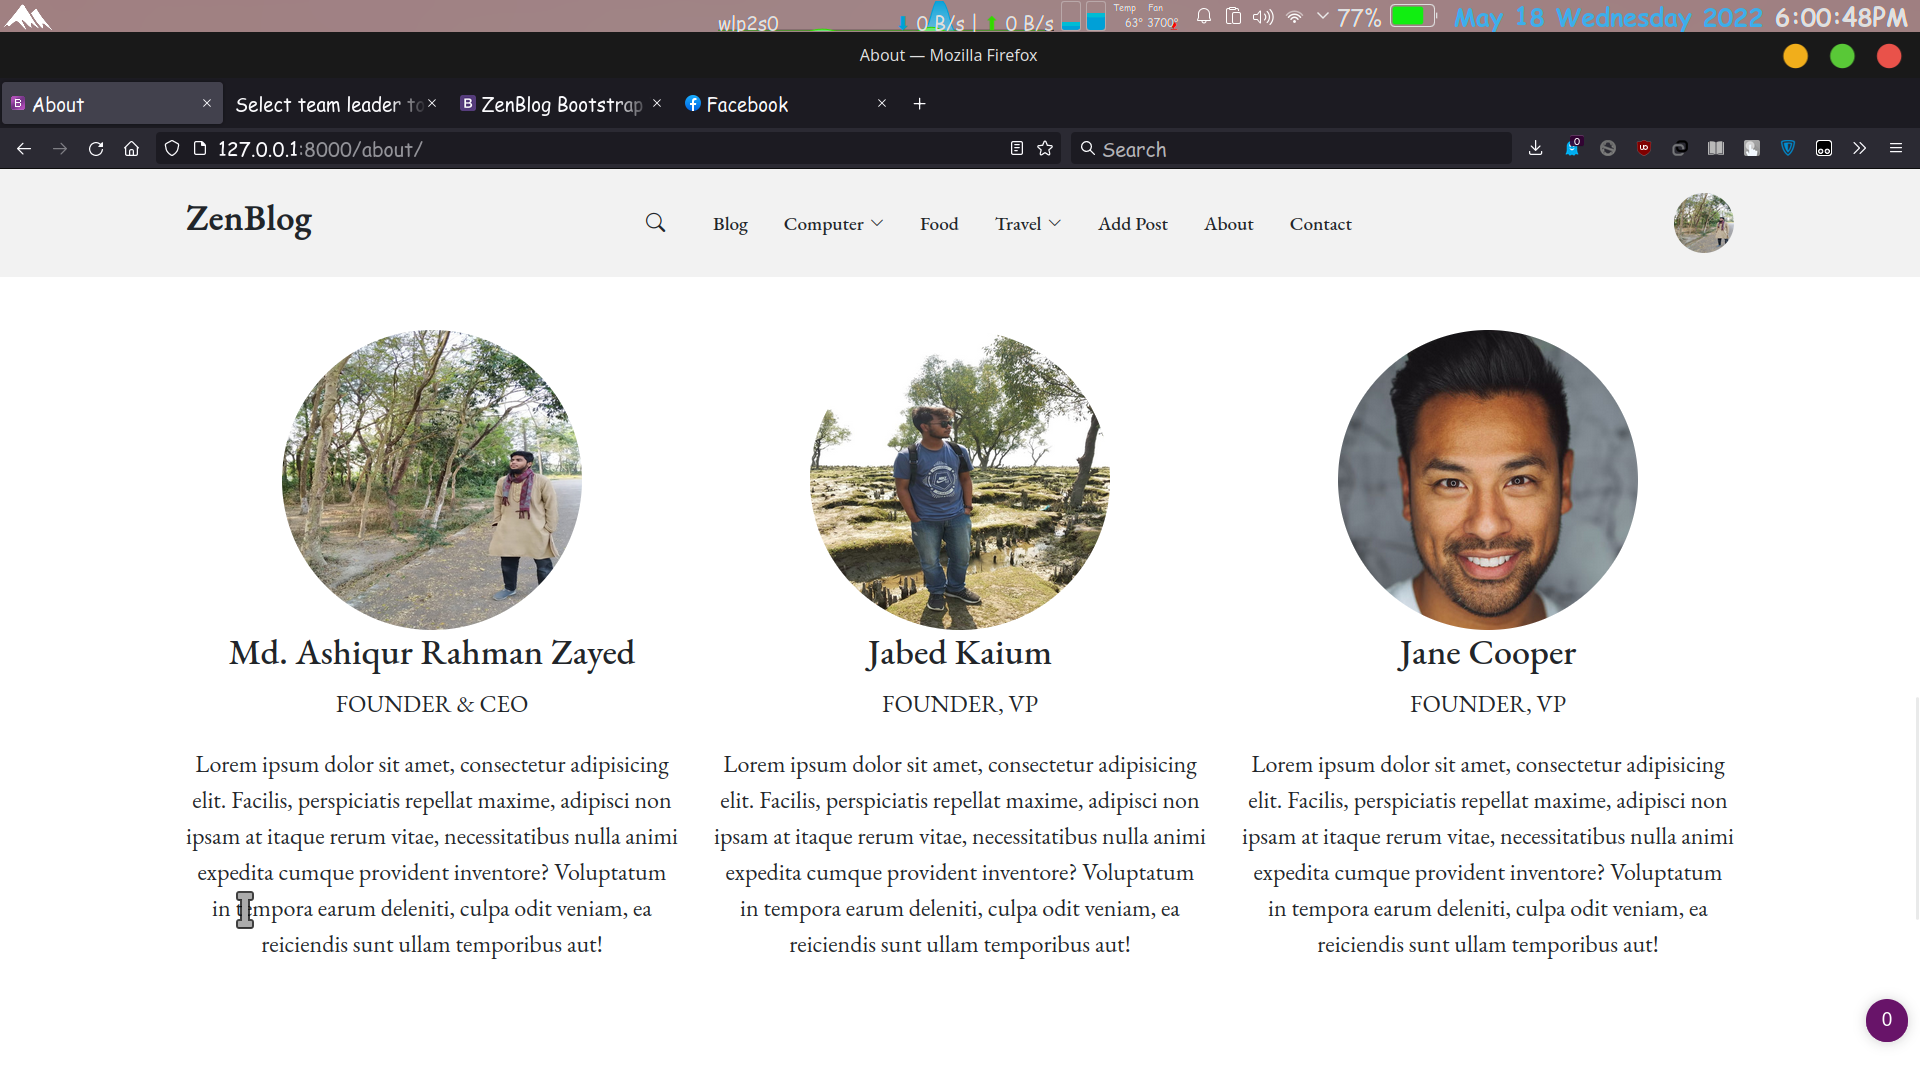 wlp2s0 0 B/s | 0 B/s Temp Fan 63° 3700° 77% May 18 Wednesday 2022 6:00:48PM
About — Mozilla Firefox
About Select team leader to ZenBlog Bootstrap Facebook
127.0.0.1:8000/about/ Search 0
ZenBlog Blog Computer Food Travel Add Post About Contact
Md. Ashiqur Rahman Zayed
FOUNDER & CEO
Lorem ipsum dolor sit amet, consectetur adipisicing
elit. Facilis, perspiciatis repellat maxime, adipisci non
ipsam at itaque rerum vitae, necessitatibus nulla animi
expedita cumque provident inventore? Voluptatum
in tempora earum deleniti, culpa odit veniam, ea
reiciendis sunt ullam temporibus aut!
Jabed Kaium
FOUNDER, VP
Lorem ipsum dolor sit amet, consectetur adipisicing
elit. Facilis, perspiciatis repellat maxime, adipisci non
ipsam at itaque rerum vitae, necessitatibus nulla animi
expedita cumque provident inventore? Voluptatum
in tempora earum deleniti, culpa odit veniam, ea
reiciendis sunt ullam temporibus aut!
Jane Cooper
FOUNDER, VP
Lorem ipsum dolor sit amet, consectetur adipisicing
elit. Facilis, perspiciatis repellat maxime, adipisci non
ipsam at itaque rerum vitae, necessitatibus nulla animi
expedita cumque provident inventore? Voluptatum
in tempora earum deleniti, culpa odit veniam, ea
reiciendis sunt ullam temporibus aut!
0